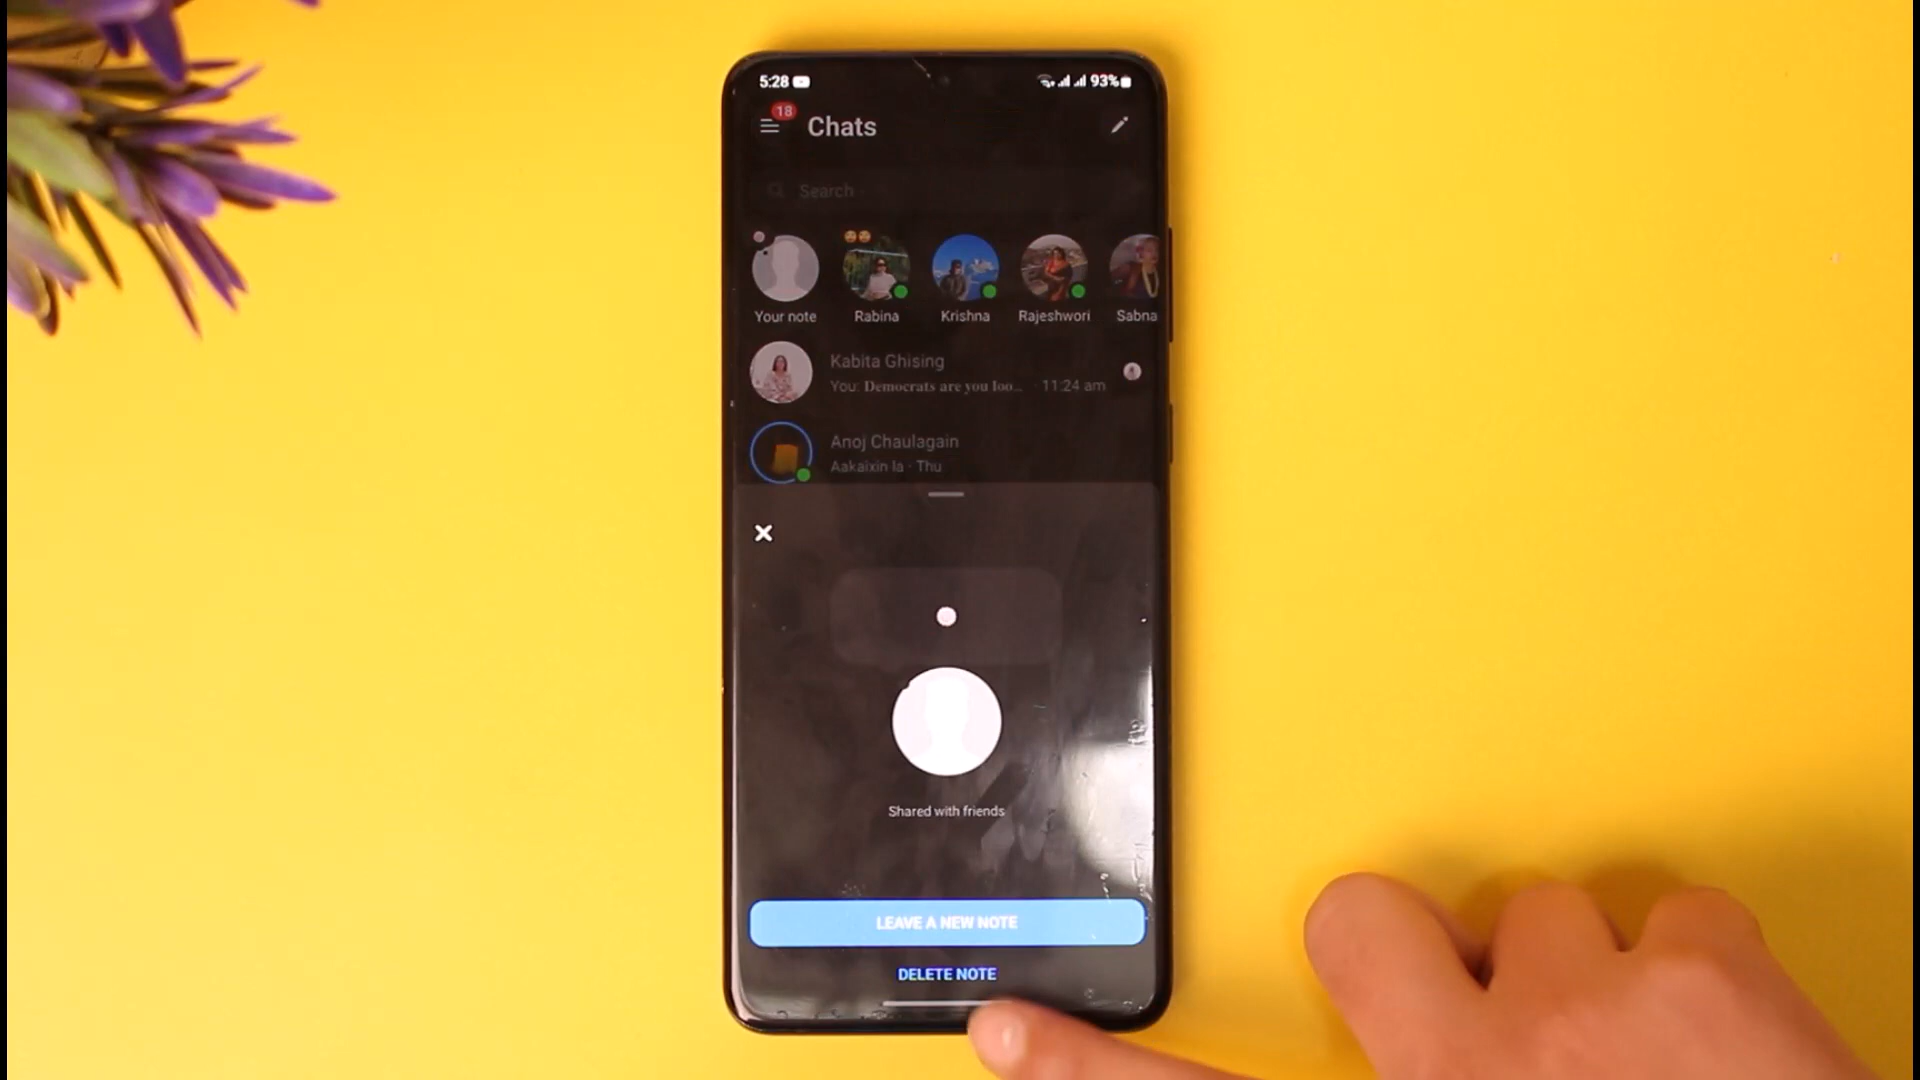 5:28 93%
18
Chats
Search
Your note Rabina Krishna Rajeshwori Sabna
Kabita Ghising
You: 𝐃𝐞𝐦𝐨𝐜𝐫𝐚𝐭𝐬 𝐚𝐫𝐞 𝐲𝐨𝐮 𝐥𝐨𝐨... · 11:24 am
Anoj Chaulagain
Aakaixin la · Thu
Shared with friends
LEAVE A NEW NOTE
DELETE NOTE